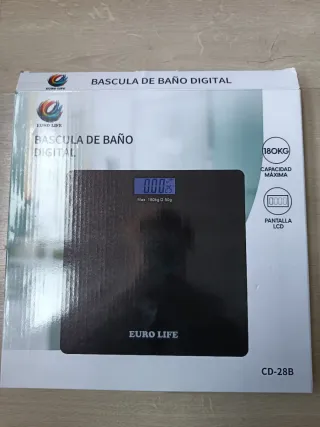 EURO LIFE
BASCULA DE BAÑO DIGITAL
EURO LIFE
BASCULA DE BAÑO
DIGITAL
180KG
CAPACIDAD
MÁXIMA
PANTALLA
LCD
EURO LIFE
CD-28B